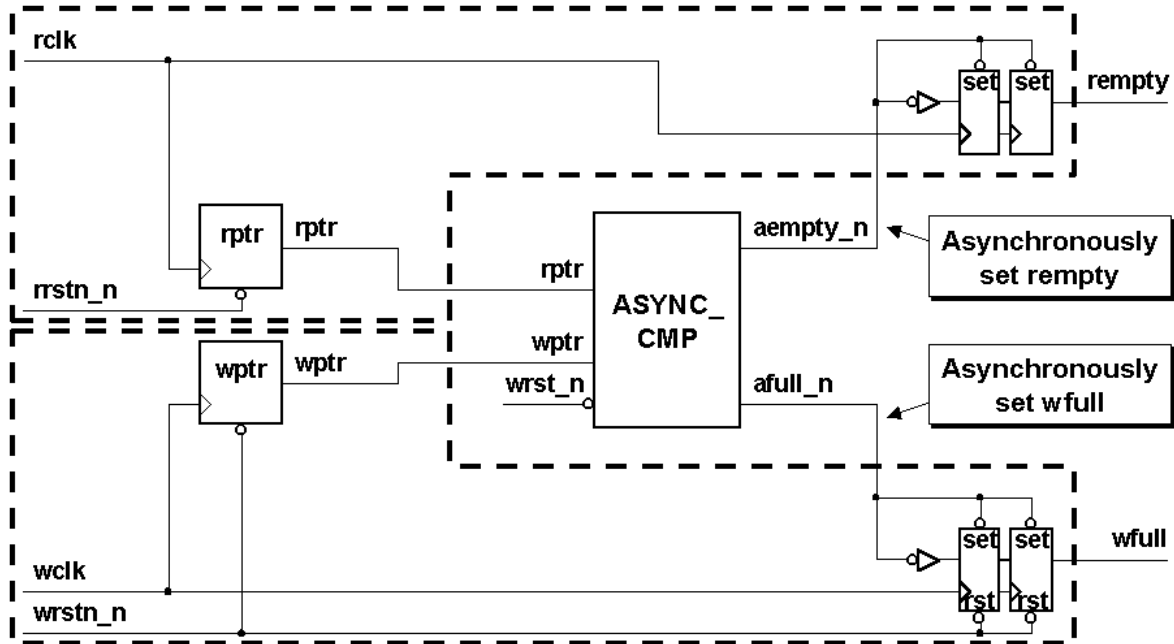 rclk
set
set
rempty
rptr
rptr
aempty_n
Asynchronously
set rempty
rptr
rrstn_n
ASYNC_
CMP
wptr
wptr
wptr
wrst_n
afull_n
Asynchronously
set wfull
set
set
wfull
wclk
rst
rst
wrstn_n